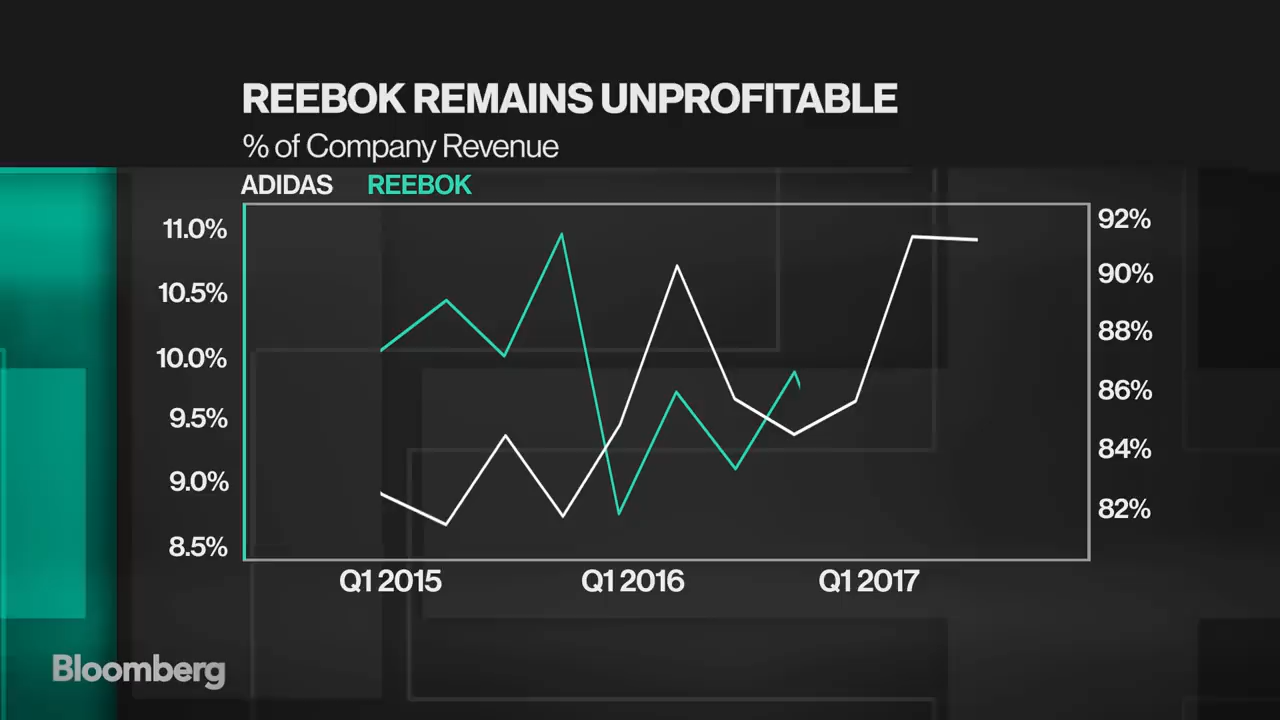 REEBOK REMAINS UNPROFITABLE
% of Company Revenue
ADIDAS REEBOK
11.0%
10.5%
10.0%
9.5%
9.0%
8.5%
92%
90%
88%
86%
84%
82%
Q1 2015 Q1 2016 Q1 2017
Bloomberg